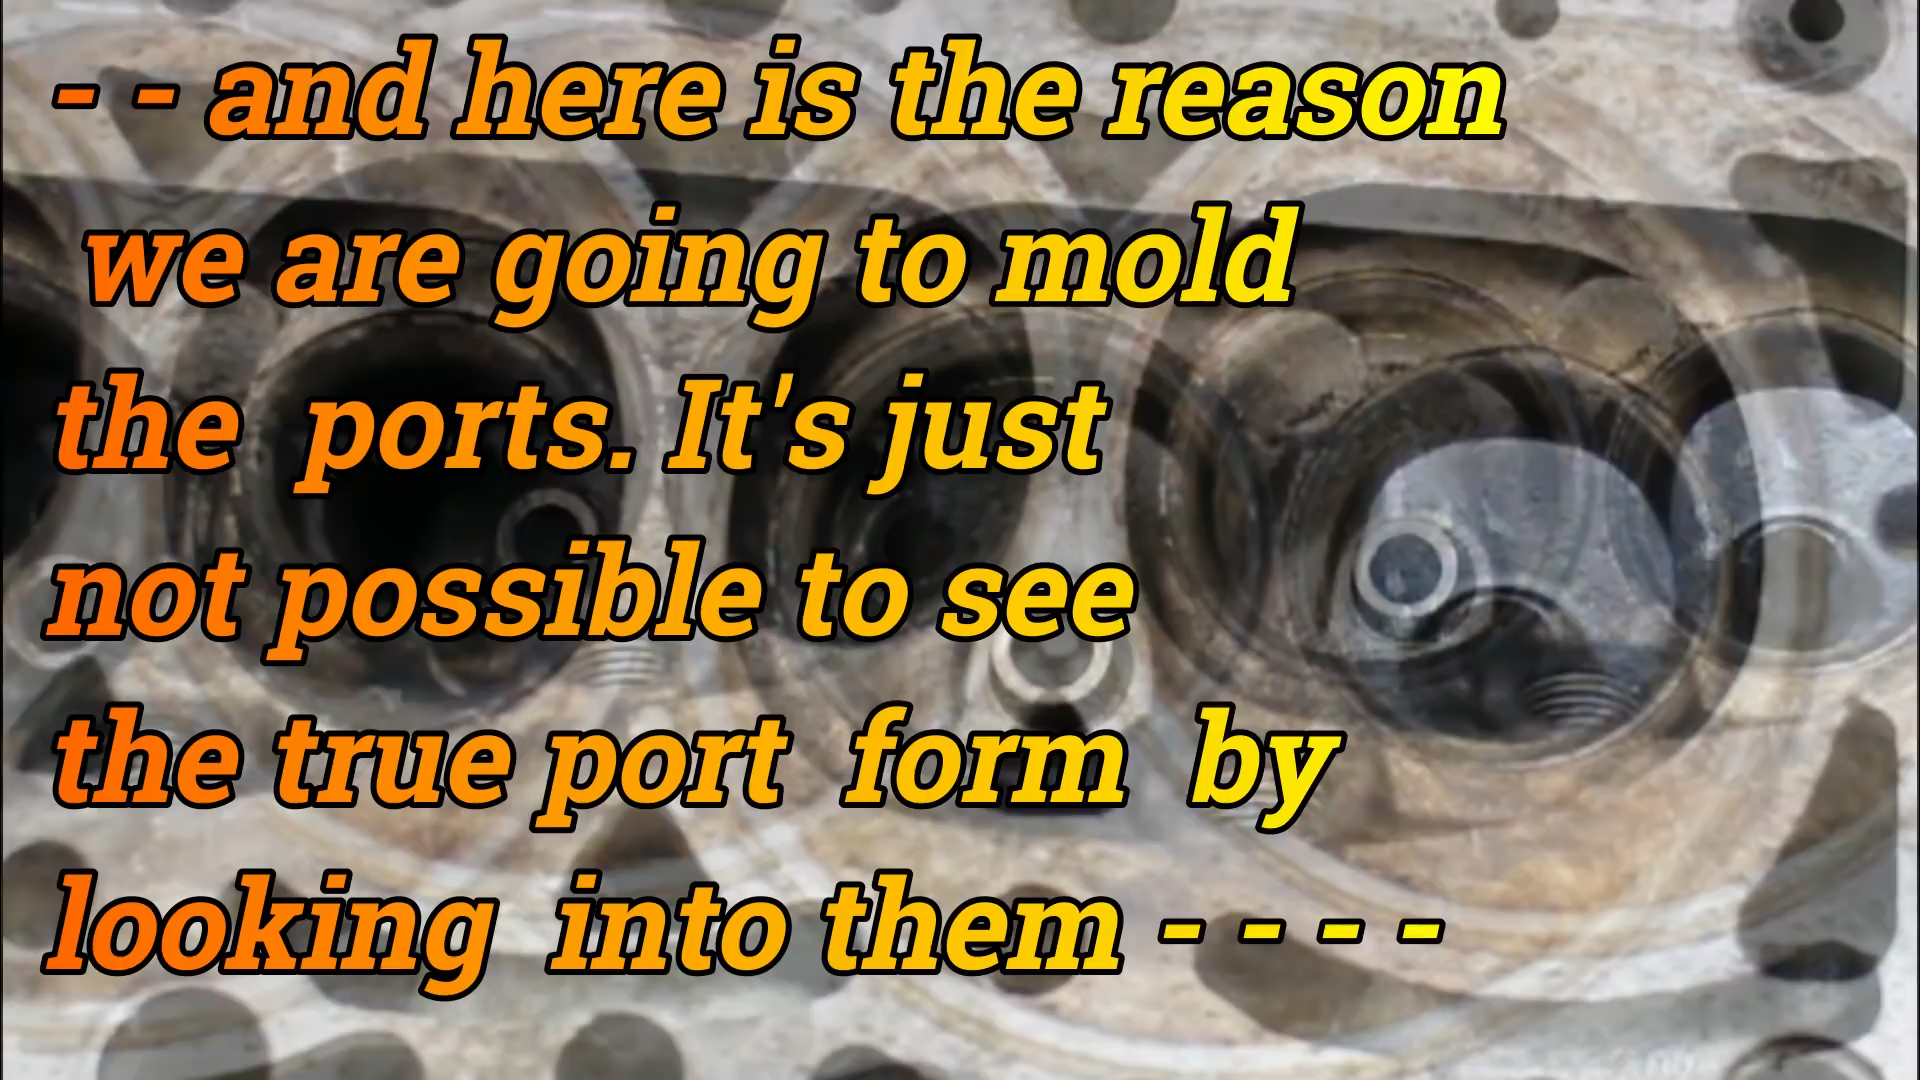 - - and here is the reason
we are going to mold
the ports. It's just
not possible to see
the true port form by
looking into them - - - -